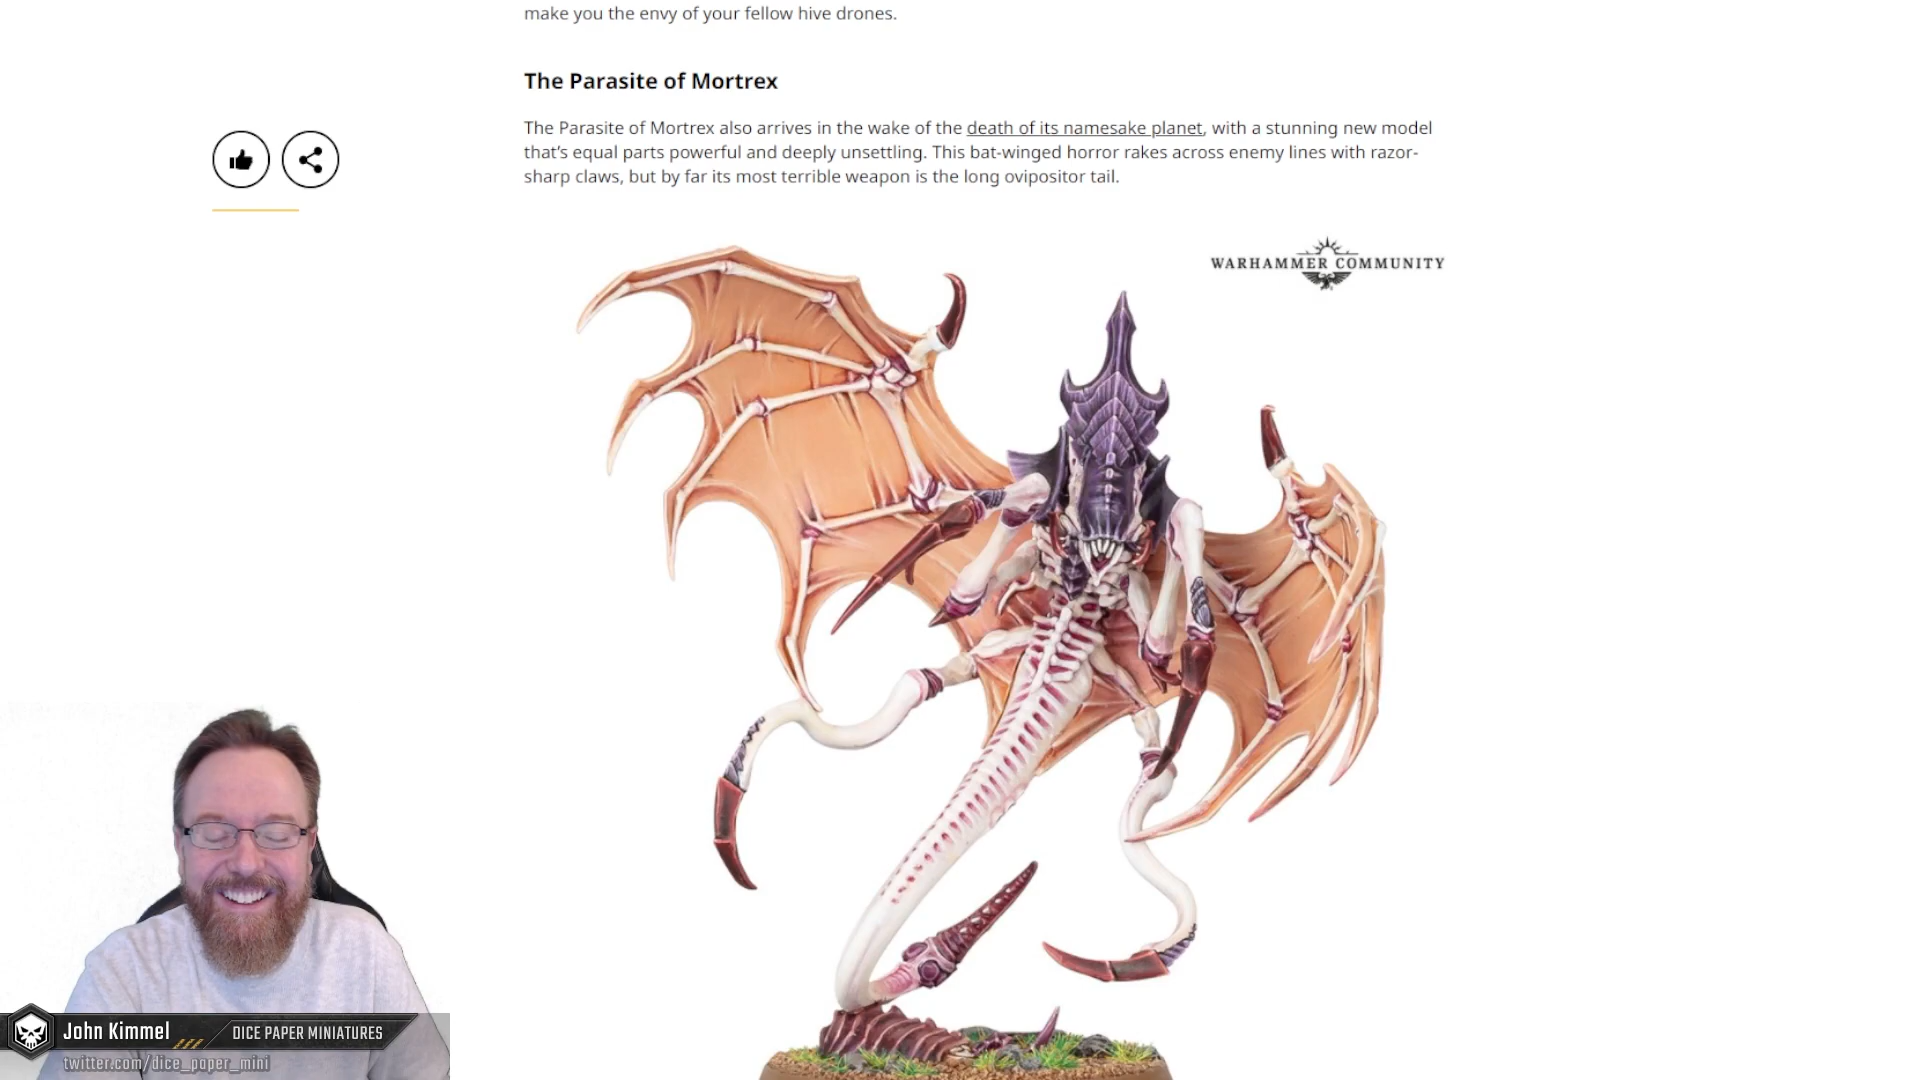 make you the envy of your fellow hive drones.
The Parasite of Mortrex
The Parasite of Mortrex also arrives in the wake of the death of its namesake planet, with a stunning new model
that’s equal parts powerful and deeply unsettling. This bat-winged horror rakes across enemy lines with razor-
sharp claws, but by far its most terrible weapon is the long ovipositor tail.
WARHAMMER COMMUNITY
John Kimmel
DICE PAPER MINIATURES
twitter.com/dice_paper_mini